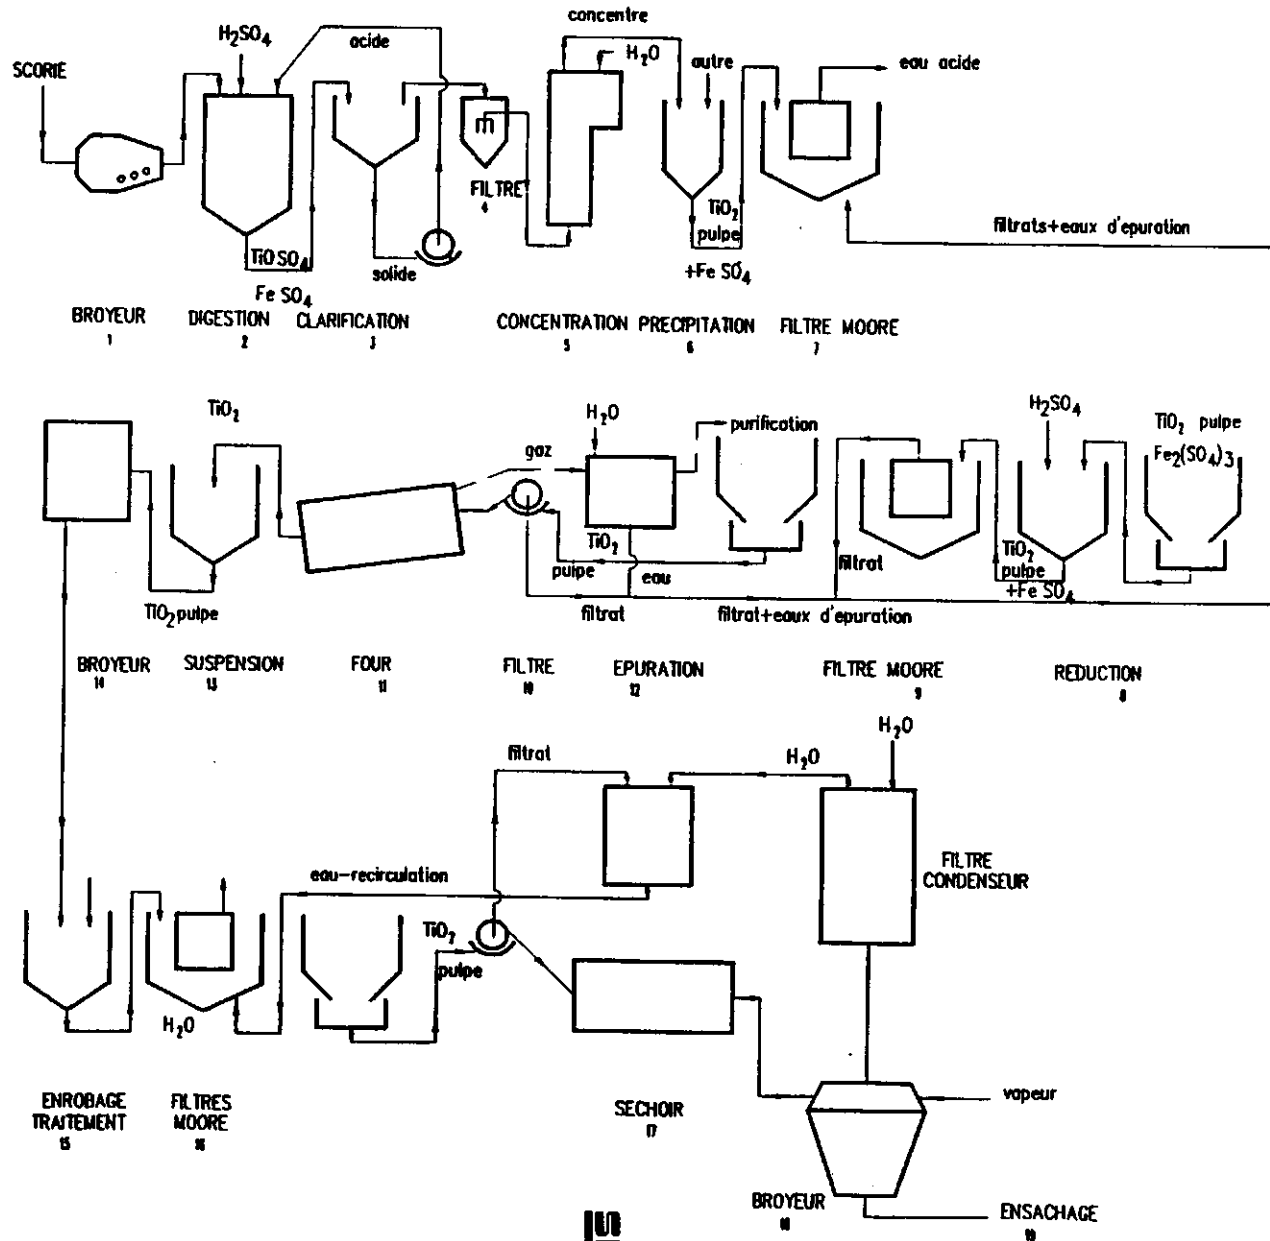 concentre
H₂SO₄
acide
H₂O
autre
eau acide
SCORIE
FILTRE
4
TiO₂
pulpe
+Fe SO₄
filtrats+eaux d'epuration
TiOSO₄
Fe SO₄
solide
BROYEUR
1
DIGESTION
2
CLARIFICATION
3
CONCENTRATION
5
PRECIPITATION
6
FILTRE MOORE
7
TiO₂
H₂O
gaz
purification
H₂SO₄
TiO₂ pulpe
Fe₂(SO₄)₃
TiO₂
pulpe
eau
filtrat
TiO₂
pulpe
+Fe SO₄
TiO₂ pulpe
filtrat
filtrat+eaux d'epuration
BROYEUR
14
SUSPENSION
13
FOUR
11
FILTRE
10
EPURATION
12
FILTRE MOORE
9
REDUCTION
8
filtrat
H₂O
H₂O
eau-recirculation
FILTRE
CONDENSEUR
TiO₂
pulpe
H₂O
ENROBAGE
TRAITEMENT
15
FILTRES
MOORE
16
SECHOIR
17
vapeur
BROYEUR
18
ENSACHAGE
19